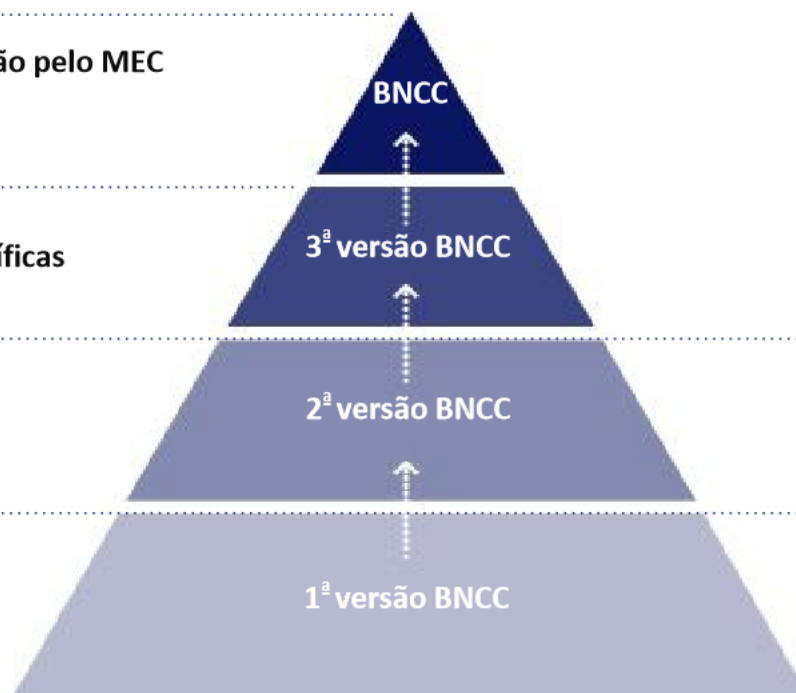 ão pelo MEC
BNCC
3ª versão BNCC
íficas
2ª versão BNCC
1ª versão BNCC